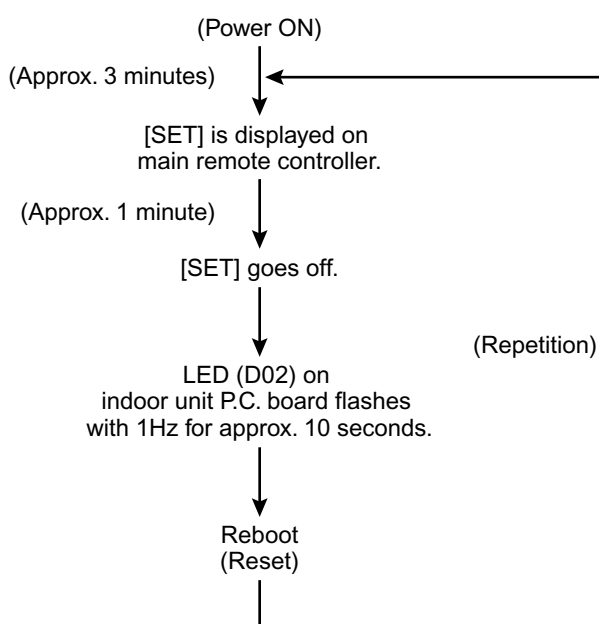 (Power ON)
(Approx. 3 minutes)
[SET] is displayed on
main remote controller.
(Approx. 1 minute)
[SET] goes off.
(Repetition)
LED (D02) on
indoor unit P.C. board flashes
with 1Hz for approx. 10 seconds.
Reboot
(Reset)